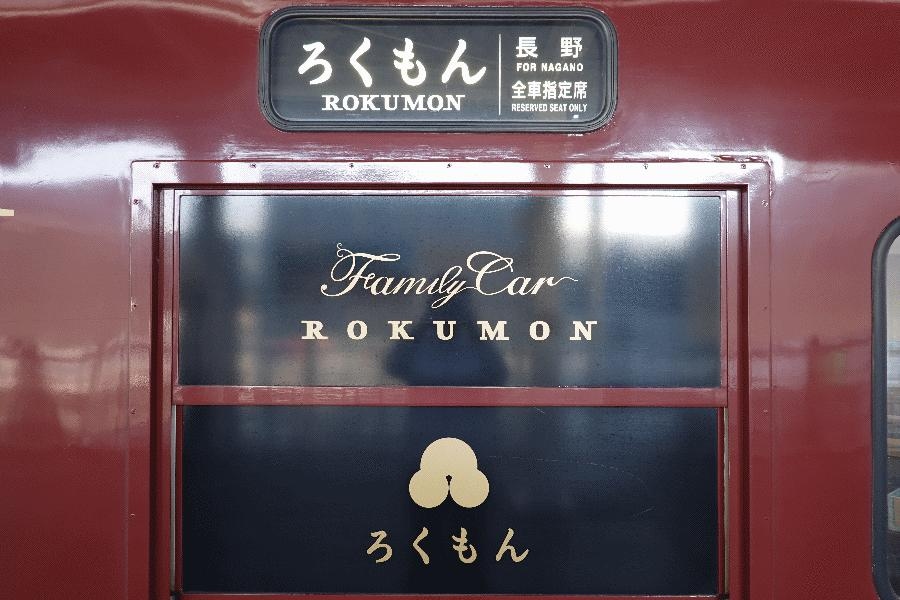 ろくもん
ROKUMON
長野
FOR NAGANO
全車指定席
RESERVED SEAT ONLY
Family Car
ROKUMON
ろくもん